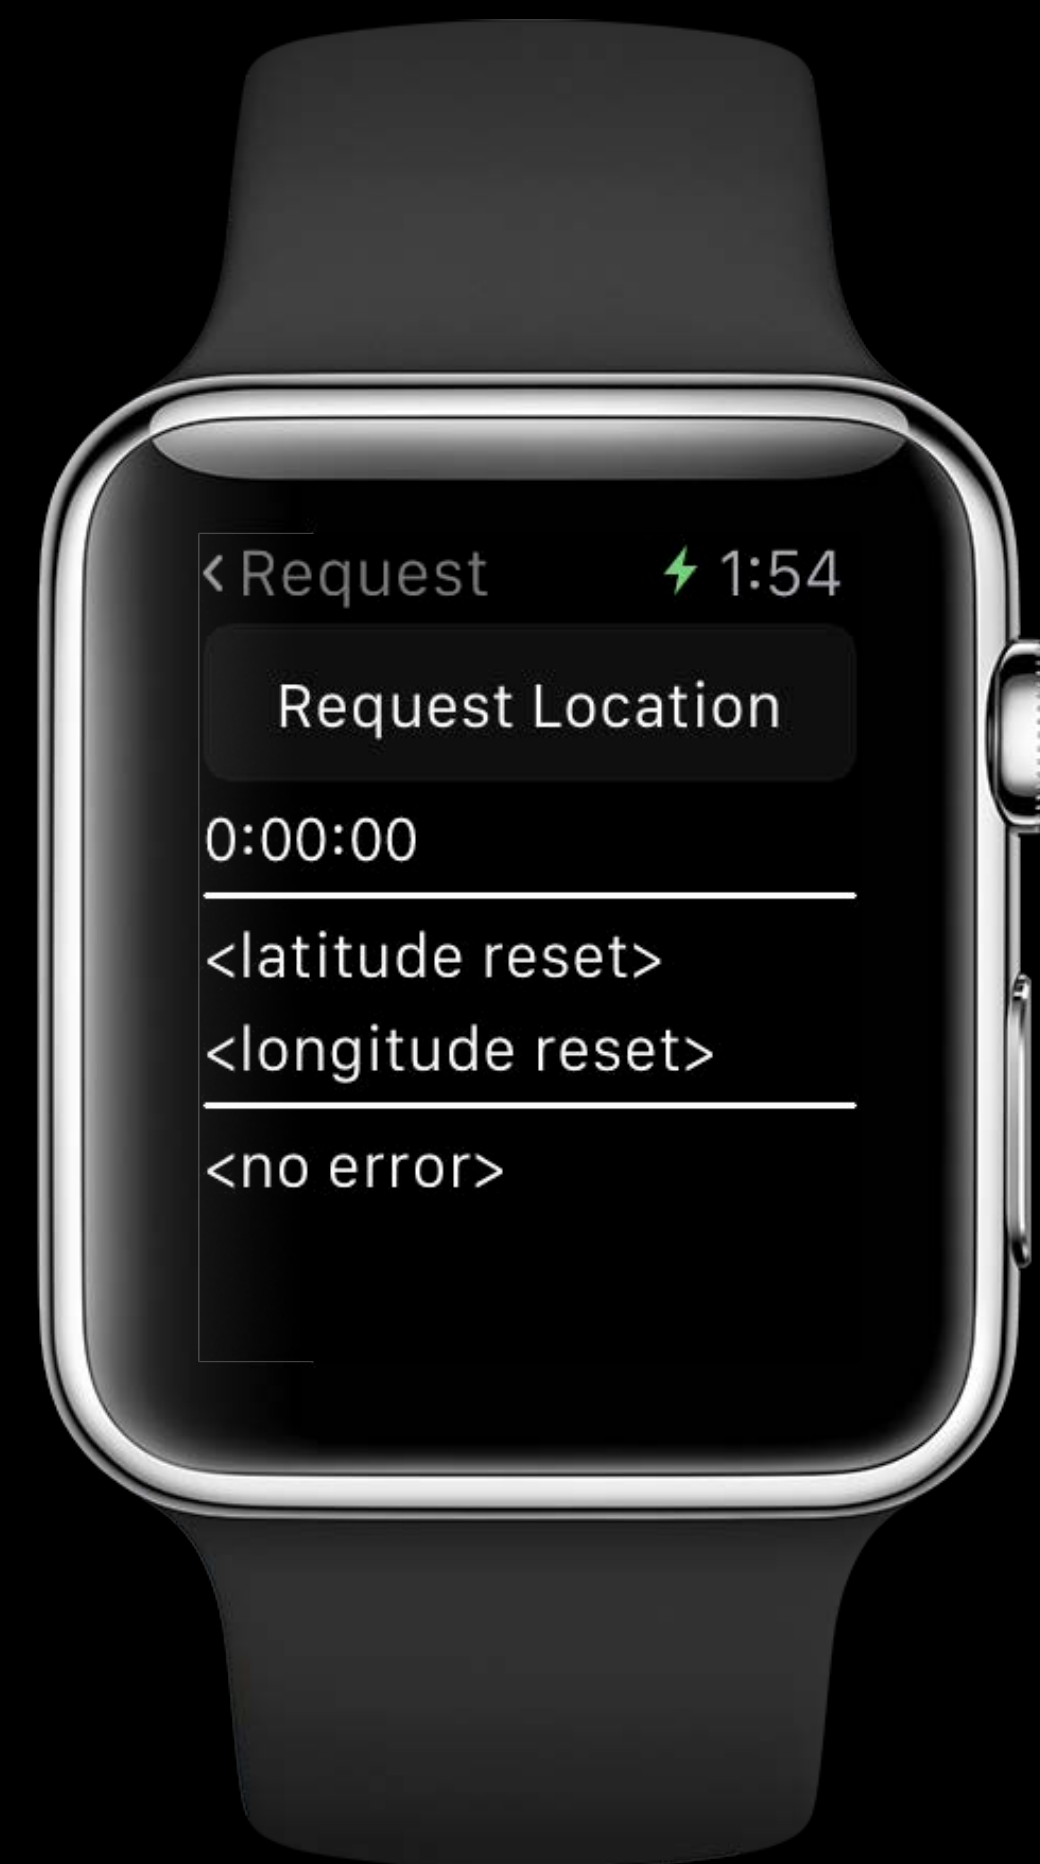 < Request 1:54
Request Location
0:00:00
<latitude reset>
<longitude reset>
<no error>